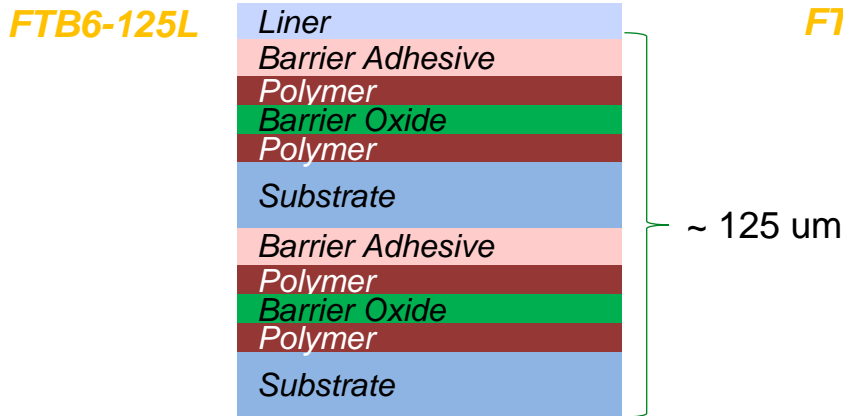 FTB6-125L
Liner
Barrier Adhesive
Polymer
Barrier Oxide
Polymer
Substrate
Barrier Adhesive
Polymer
Barrier Oxide
Polymer
Substrate
~ 125 um